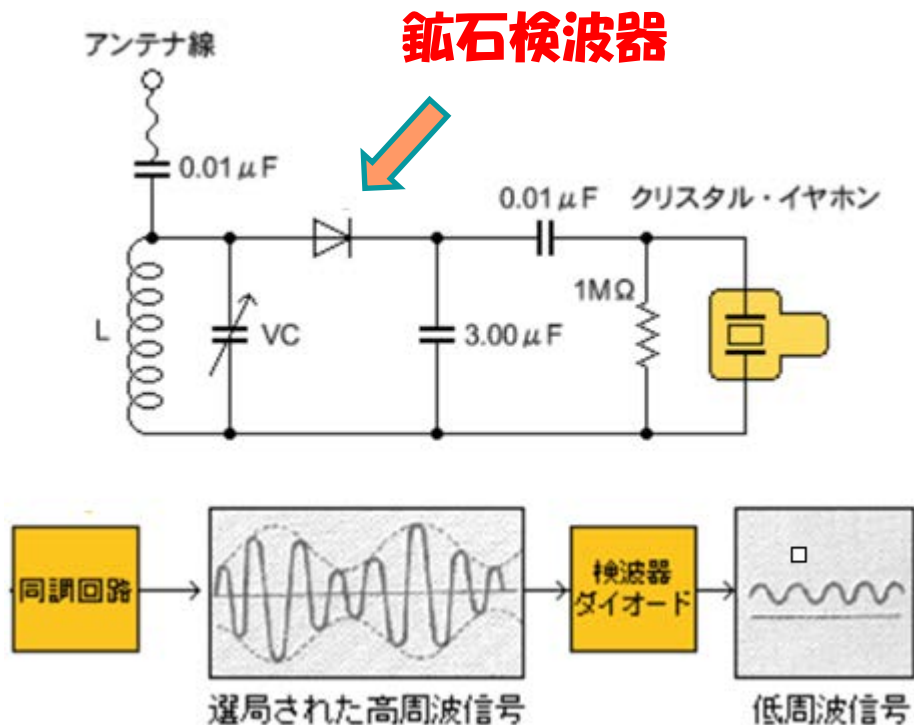 鉱石検波器
アンテナ線
0.01μF
0.01μF クリスタル・イヤホン
1MΩ
L
VC
3.00μF
同調回路
検波器
ダイオード
選局された高周波信号
低周波信号